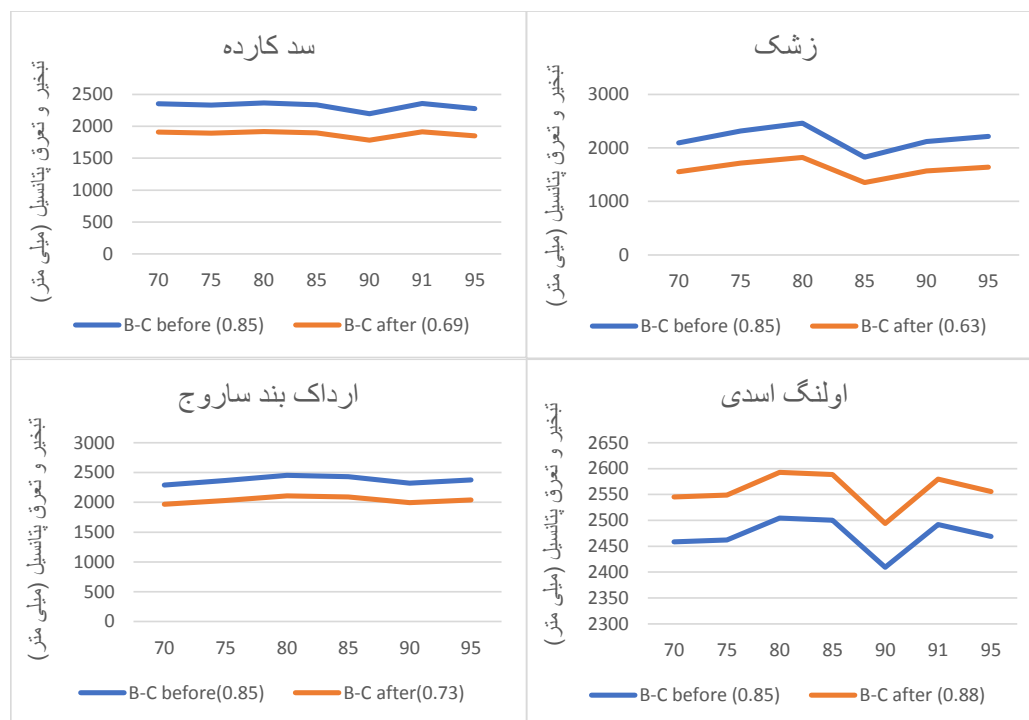 سد کارده
تبخیر و تعرق پتانسیل (میلی متر)
2500
2000
1500
1000
500
0
70 75 80 85 90 91 95
B-C before (0.85) B-C after (0.69)
زشک
تبخیر و تعرق پتانسیل (میلی متر)
3000
2000
1000
0
70 75 80 85 90 95
B-C before (0.85) B-C after (0.63)
ارداک بند ساروج
تبخیر و تعرق پتانسیل (میلی متر)
3000
2500
2000
1500
1000
500
0
70 75 80 85 90 95
B-C before(0.85) B-C after(0.73)
اولنگ اسدی
تبخیر و تعرق پتانسیل (میلی متر)
2650
2600
2550
2500
2450
2400
2350
2300
70 75 80 85 90 91 95
B-C before (0.85) B-C after (0.88)